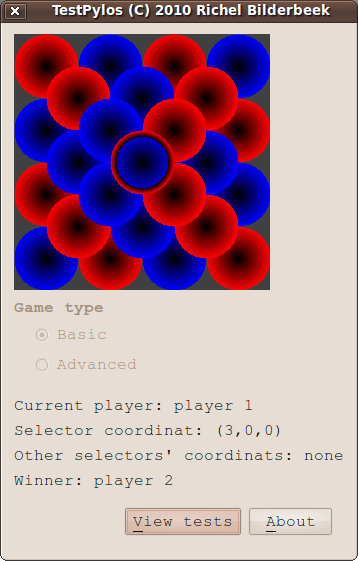 TestPylos (C) 2010 Richel Bilderbeek
Game type
Basic
Advanced
Current player: player 1
Selector coordinat: (3,0,0)
Other selectors' coordinats: none
Winner: player 2
View tests
About